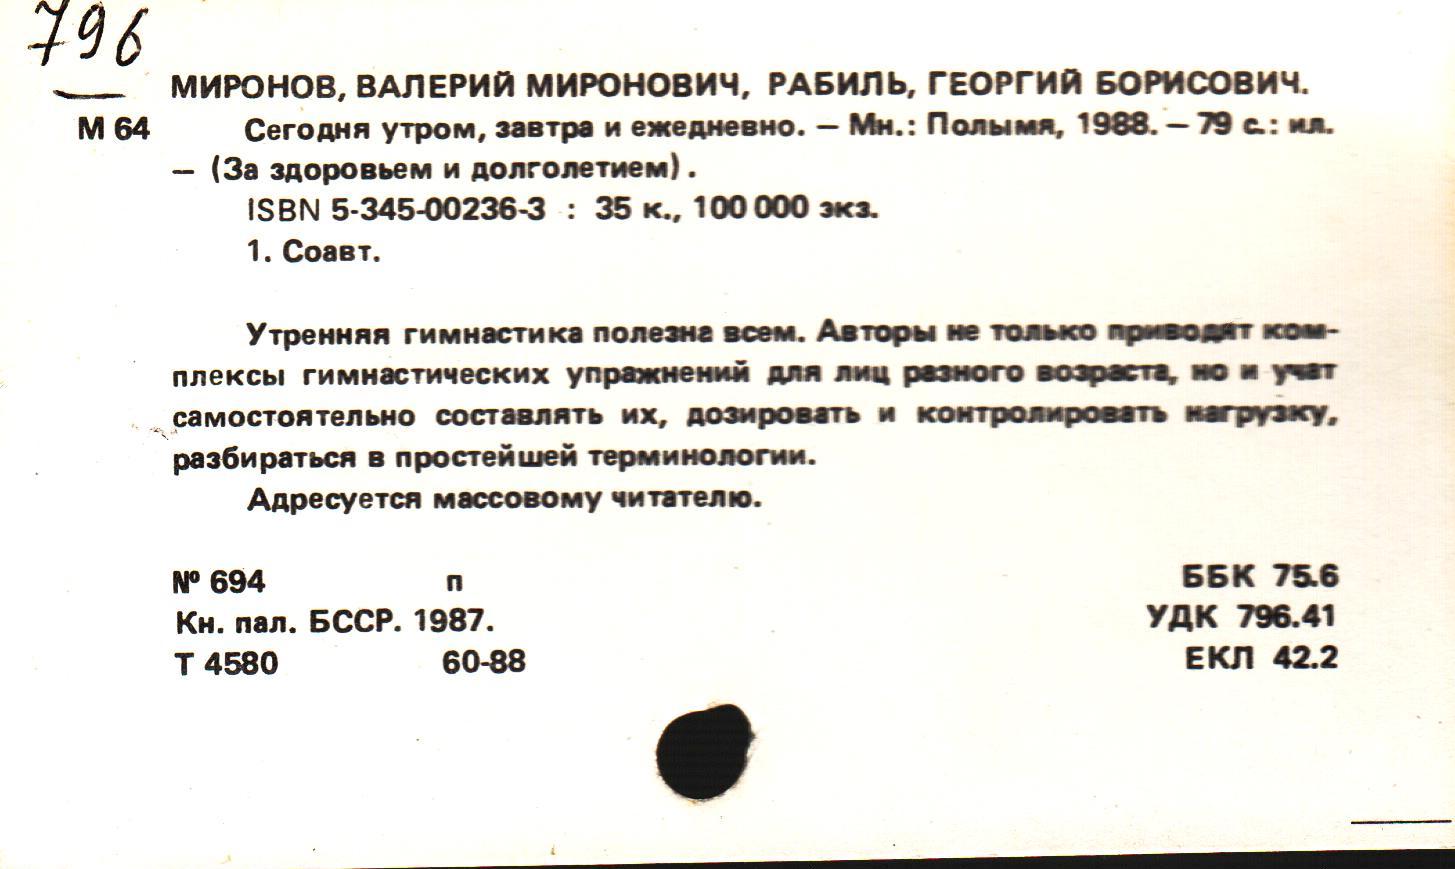 796
МИРОНОВ, ВАЛЕРИЙ МИРОНОВИЧ, РАБИЛЬ, ГЕОРГИЙ БОРИСОВИЧ.
М 64 Сегодня утром, завтра и ежедневно. — Мн.: Полымя, 1988. — 79 с.: ил.
— (За здоровьем и долголетием).
ISBN 5-345-00236-3 : 35 к., 100 000 экз.
1. Соавт.
Утренняя гимнастика полезна всем. Авторы не только приводят ком-
плексы гимнастических упражнений для лиц разного возраста, но и учат
самостоятельно составлять их, дозировать и контролировать нагрузку,
разбираться в простейшей терминологии.
Адресуется массовому читателю.
№ 694 п ББК 75.6
Кн. пал. БССР. 1987. УДК 796.41
Т 4580 60-88 ЕКЛ 42.2